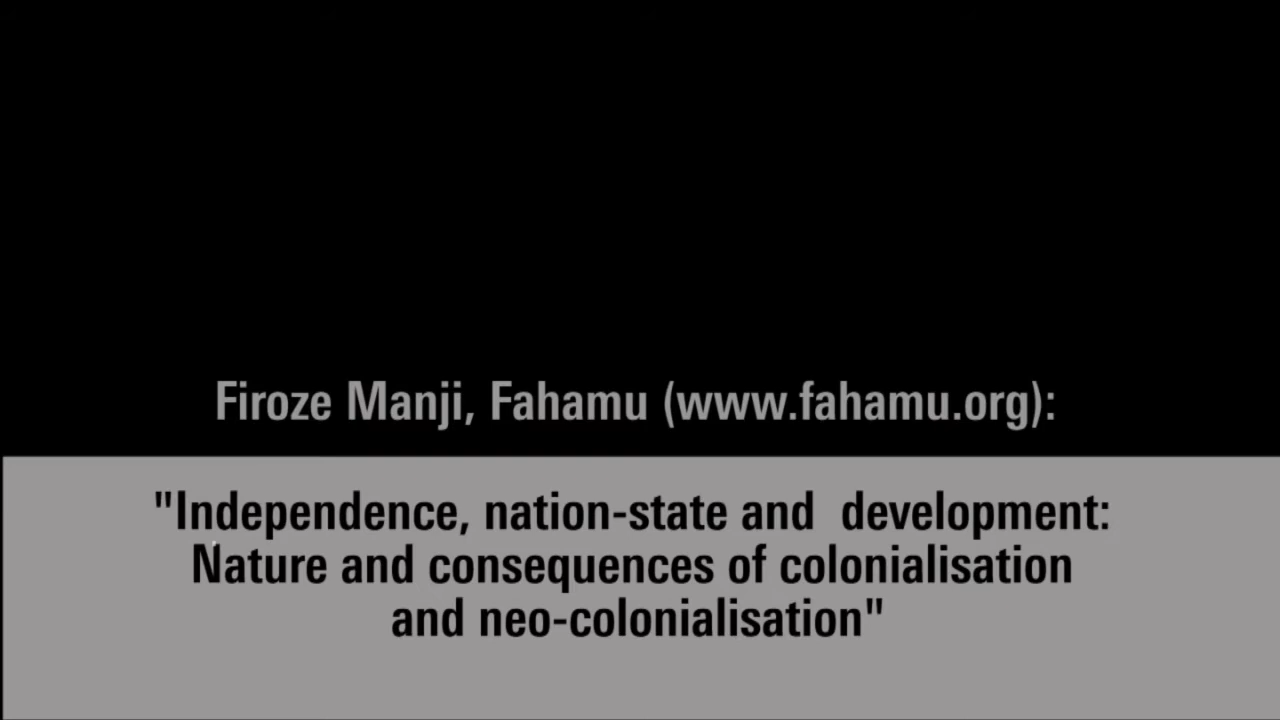 Firoze Manji, Fahamu (www.fahamu.org):
"Independence, nation-state and  development:
Nature and consequences of colonialisation
and neo-colonialisation"